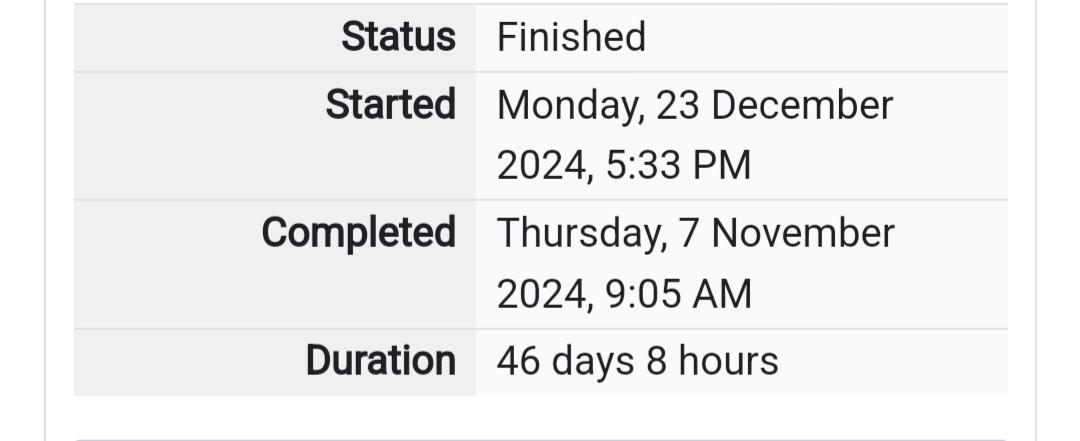 Status Finished
Started Monday, 23 December
2024, 5:33 PM
Completed Thursday, 7 November
2024, 9:05 AM
Duration 46 days 8 hours